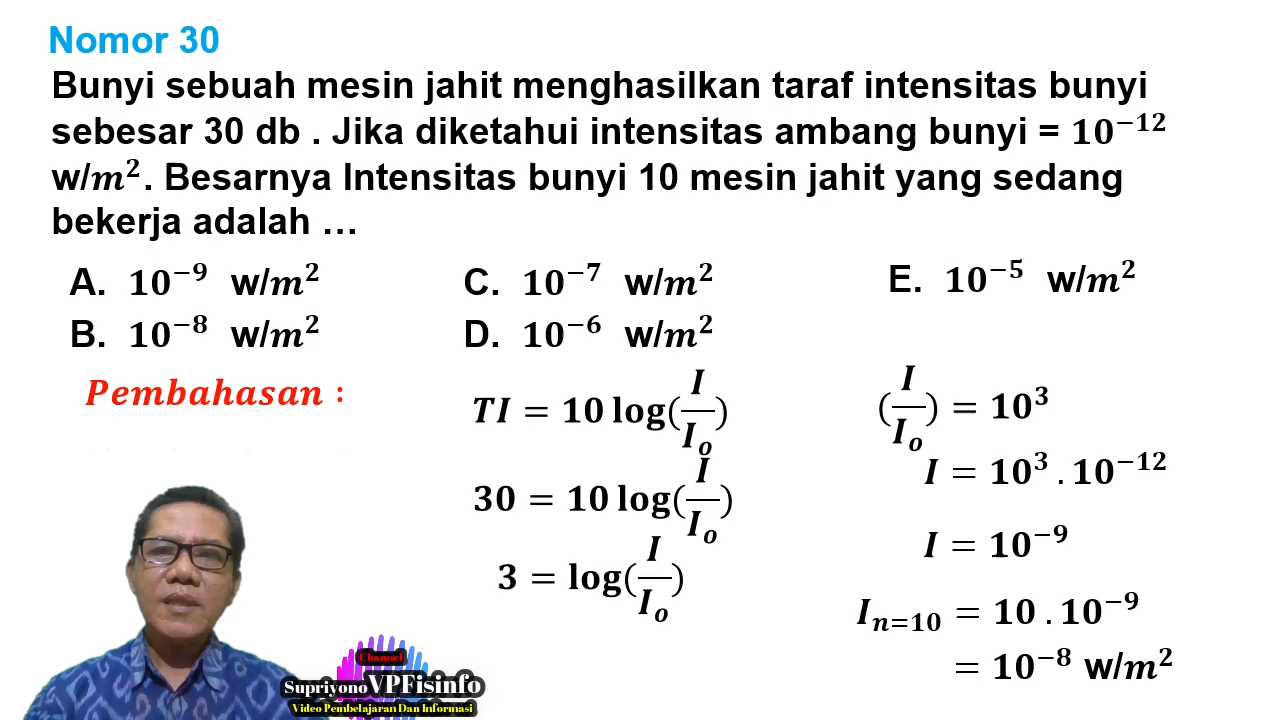 Nomor 30
Bunyi sebuah mesin jahit menghasilkan taraf intensitas bunyi
sebesar 30 db . Jika diketahui intensitas ambang bunyi = 10⁻¹²
w/m². Besarnya Intensitas bunyi 10 mesin jahit yang sedang
bekerja adalah …
A. 10⁻⁹ w/m²
B. 10⁻⁸ w/m²
C. 10⁻⁷ w/m²
D. 10⁻⁶ w/m²
E. 10⁻⁵ w/m²
Pembahasan :
TI = 10 log(I/Iₒ)
30 = 10 log(I/Iₒ)
3 = log(I/Iₒ)
(I/Iₒ) = 10³
I = 10³ . 10⁻¹²
I = 10⁻⁹
Iₙ₌₁₀ = 10 . 10⁻⁹
= 10⁻⁸ w/m²
Channel
Supriyono VPFisinfo
Video Pembelajaran Dan Informasi